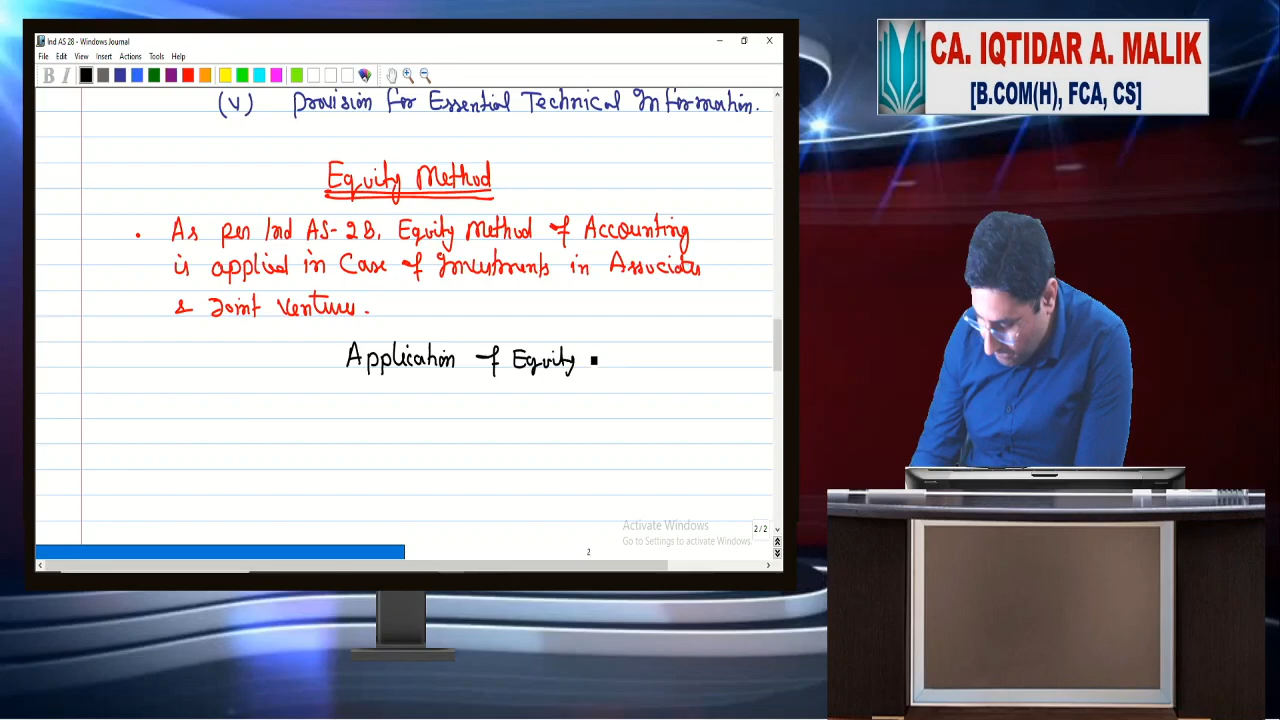 Ind AS 28 - Windows Journal
File Edit View Insert Actions Tools Help
B I
(v) Provision for Essential Technical Information.
Equity Method
. As per Ind AS-28, Equity Method of Accounting
is applied in Case of Investments in Associates
& Joint Ventures.
Application of Equity
Activate Windows
Go to Settings to activate Windows.
2 / 2
2
CA. IQTIDAR A. MALIK
[B.COM(H), FCA, CS]